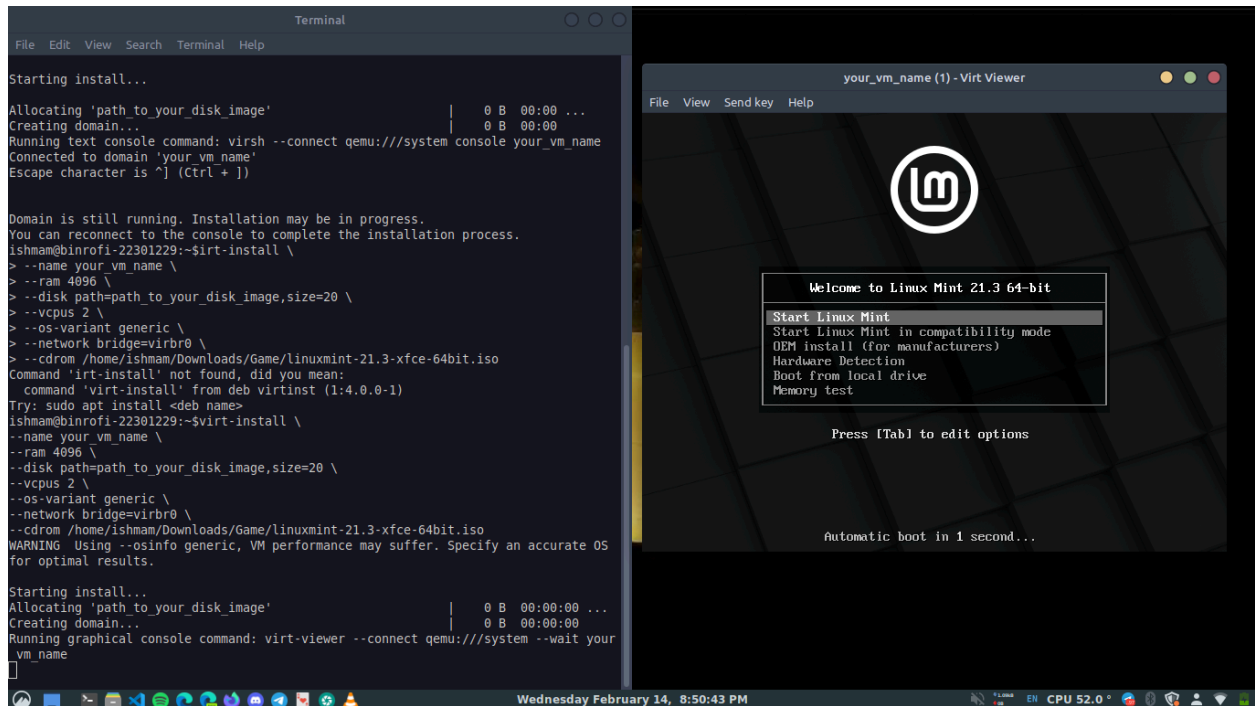 Terminal
File Edit View Search Terminal Help
Starting install...
Allocating 'path_to_your_disk_image' | 0 B 00:00 ...
Creating domain... | 0 B 00:00
Running text console command: virsh --connect qemu:///system console your_vm_name
Connected to domain 'your_vm_name'
Escape character is ^] (Ctrl + ])
Domain is still running. Installation may be in progress.
You can reconnect to the console to complete the installation process.
ishmam@binrofi-22301229:~$irt-install \
> --name your_vm_name \
> --ram 4096 \
> --disk path=path_to_your_disk_image,size=20 \
> --vcpus 2 \
> --os-variant generic \
> --network bridge=virbr0 \
> --cdrom /home/ishmam/Downloads/Game/linuxmint-21.3-xfce-64bit.iso
Command 'irt-install' not found, did you mean:
command 'virt-install' from deb virtinst (1:4.0.0-1)
Try: sudo apt install <deb name>
ishmam@binrofi-22301229:~$virt-install \
--name your_vm_name \
--ram 4096 \
--disk path=path_to_your_disk_image,size=20 \
--vcpus 2 \
--os-variant generic \
--network bridge=virbr0 \
--cdrom /home/ishmam/Downloads/Game/linuxmint-21.3-xfce-64bit.iso
WARNING Using --osinfo generic, VM performance may suffer. Specify an accurate OS
for optimal results.
Starting install...
Allocating 'path_to_your_disk_image' | 0 B 00:00:00 ...
Creating domain... | 0 B 00:00:00
Running graphical console command: virt-viewer --connect qemu:///system --wait your
_vm_name
your_vm_name (1) - Virt Viewer
File View Send key Help
Welcome to Linux Mint 21.3 64-bit
Start Linux Mint
Start Linux Mint in compatibility mode
OEM install (for manufacturers)
Hardware Detection
Boot from local drive
Memory test
Press [Tab] to edit options
Automatic boot in 1 second...
Wednesday February 14, 8:50:43 PM
EN CPU 52.0 °